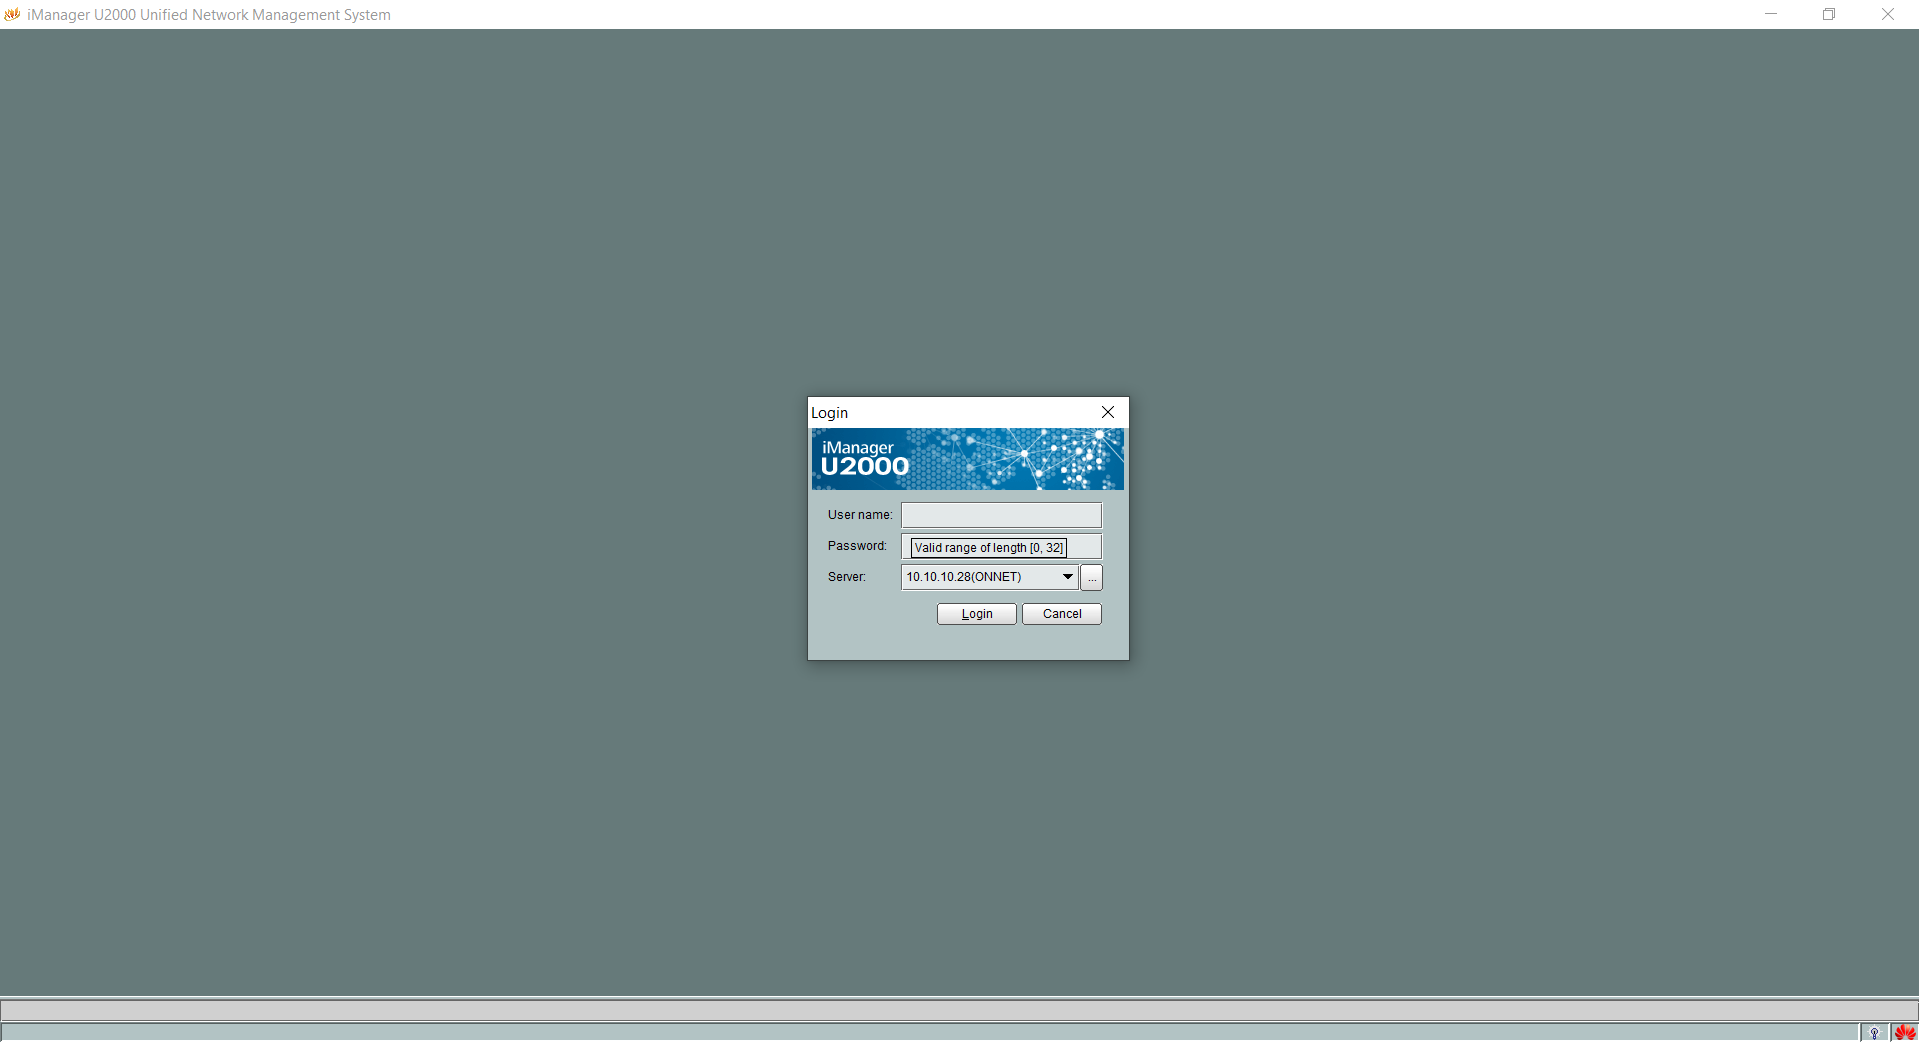 iManager U2000 Unified Network Management System
Login
iManager
U2000
User name:
Password:
Valid range of length [0, 32]
Server:
10.10.10.28(ONNET)
...
Login
Cancel